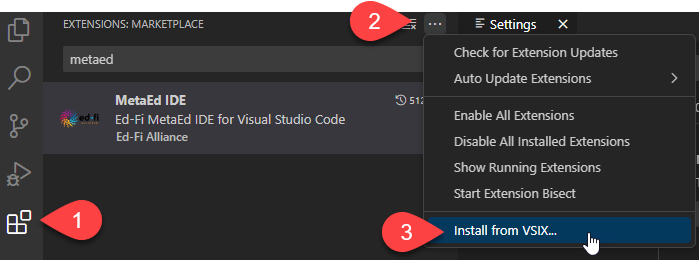 EXTENSIONS: MARKETPLACE
2
Settings
metaed
MetaEd IDE
512
Ed-Fi MetaEd IDE for Visual Studio Code
Ed-Fi Alliance
ed-fi
1
Check for Extension Updates
Auto Update Extensions
Enable All Extensions
Disable All Installed Extensions
Show Running Extensions
Start Extension Bisect
3
Install from VSIX...